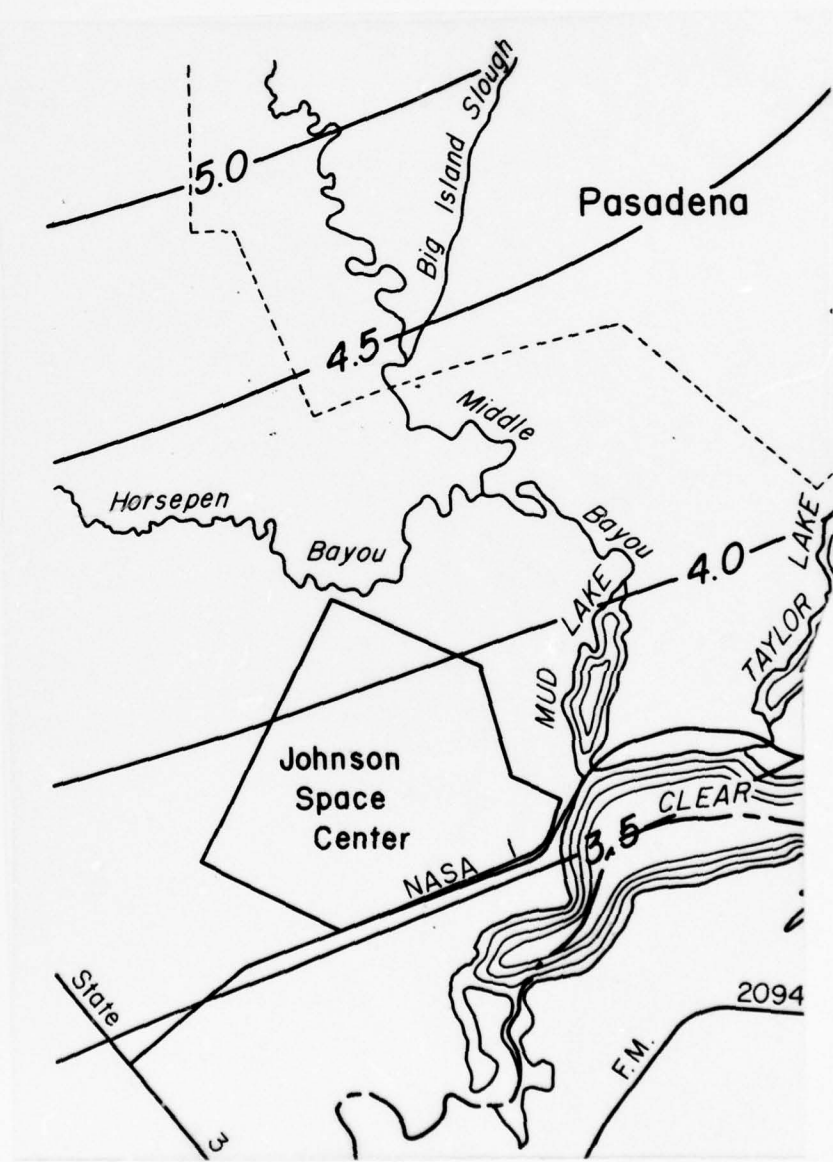 Big Island Slough
5.0
Pasadena
4.5
Middle
Horsepen
Bayou
Bayou
LAKE
4.0
LAKE
TAYLOR
MUD
Johnson
Space
Center
CLEAR
3.5
NASA 1
State
2094
F.M.
3